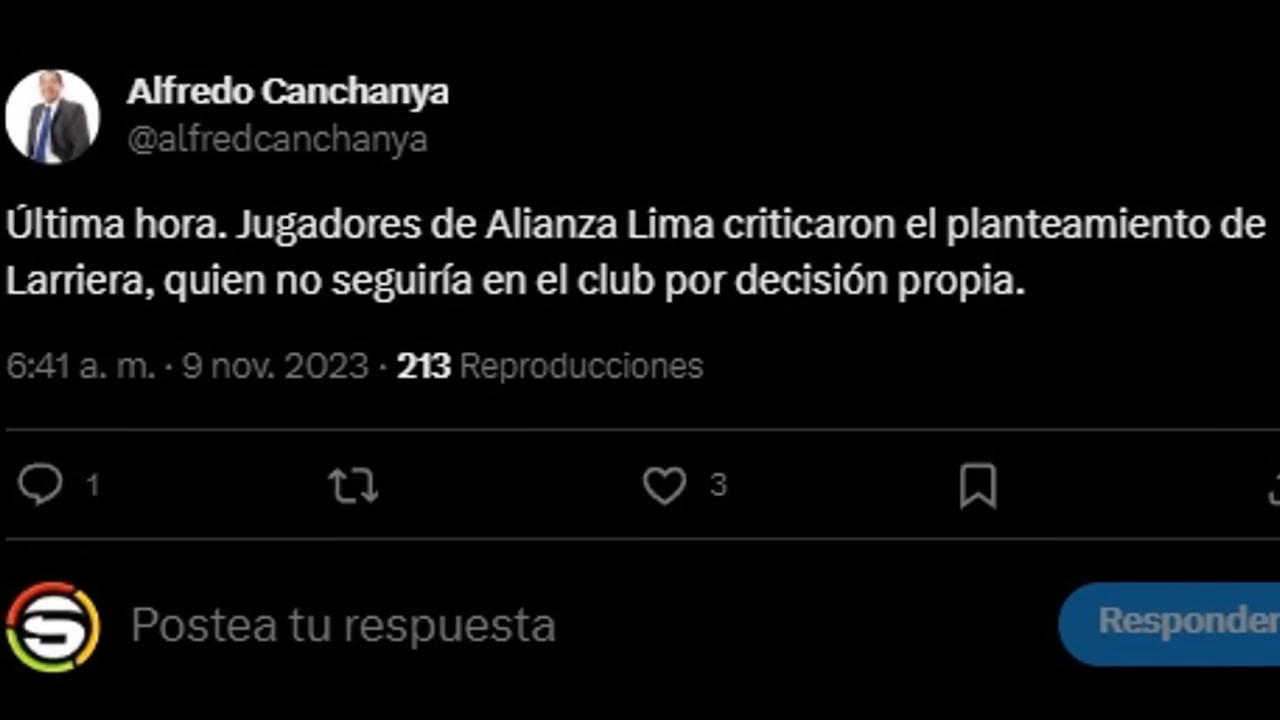 Alfredo Canchanya
@alfredcanchanya
Última hora. Jugadores de Alianza Lima criticaron el planteamiento de
Larriera, quien no seguiría en el club por decisión propia.
6:41 a. m. · 9 nov. 2023 · 213 Reproducciones
1 3
Postea tu respuesta Responder